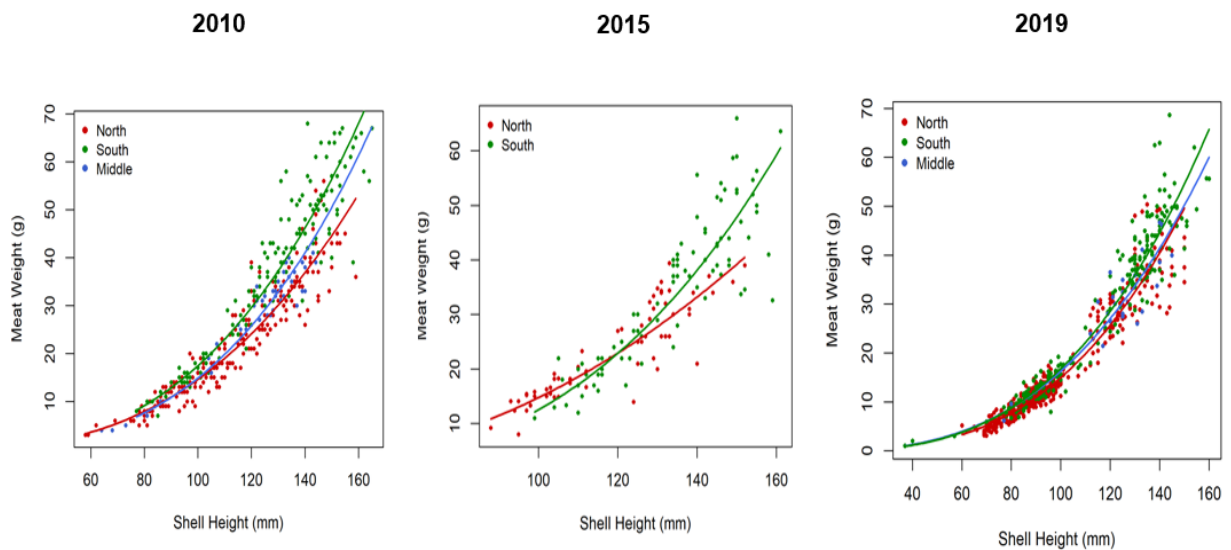 2010
2015
2019
Meat Weight (g)
70
60
50
40
30
20
10
North
South
Middle
60 80 100 120 140 160
Shell Height (mm)
Meat Weight (g)
60
50
40
30
20
10
North
South
100 120 140 160
Shell Height (mm)
Meat Weight (g)
70
60
50
40
30
20
10
0
North
South
Middle
40 60 80 100 120 140 160
Shell Height (mm)